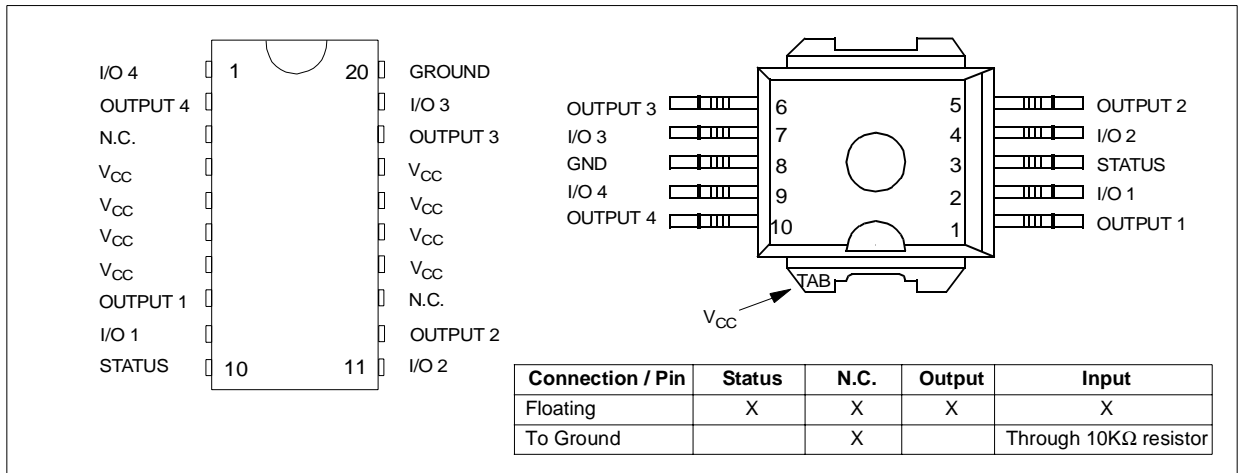 I/O 4 1 20 GROUND
OUTPUT 4 I/O 3
N.C. OUTPUT 3
VCC VCC
VCC VCC
VCC VCC
VCC VCC
OUTPUT 1 N.C.
I/O 1 OUTPUT 2
STATUS 10 11 I/O 2
OUTPUT 3 6 5 OUTPUT 2
I/O 3 7 4 I/O 2
GND 8 3 STATUS
I/O 4 9 2 I/O 1
OUTPUT 4 10 1 OUTPUT 1
TAB
VCC
Connection / Pin Status N.C. Output Input
Floating X X X X
To Ground X Through 10KΩ resistor